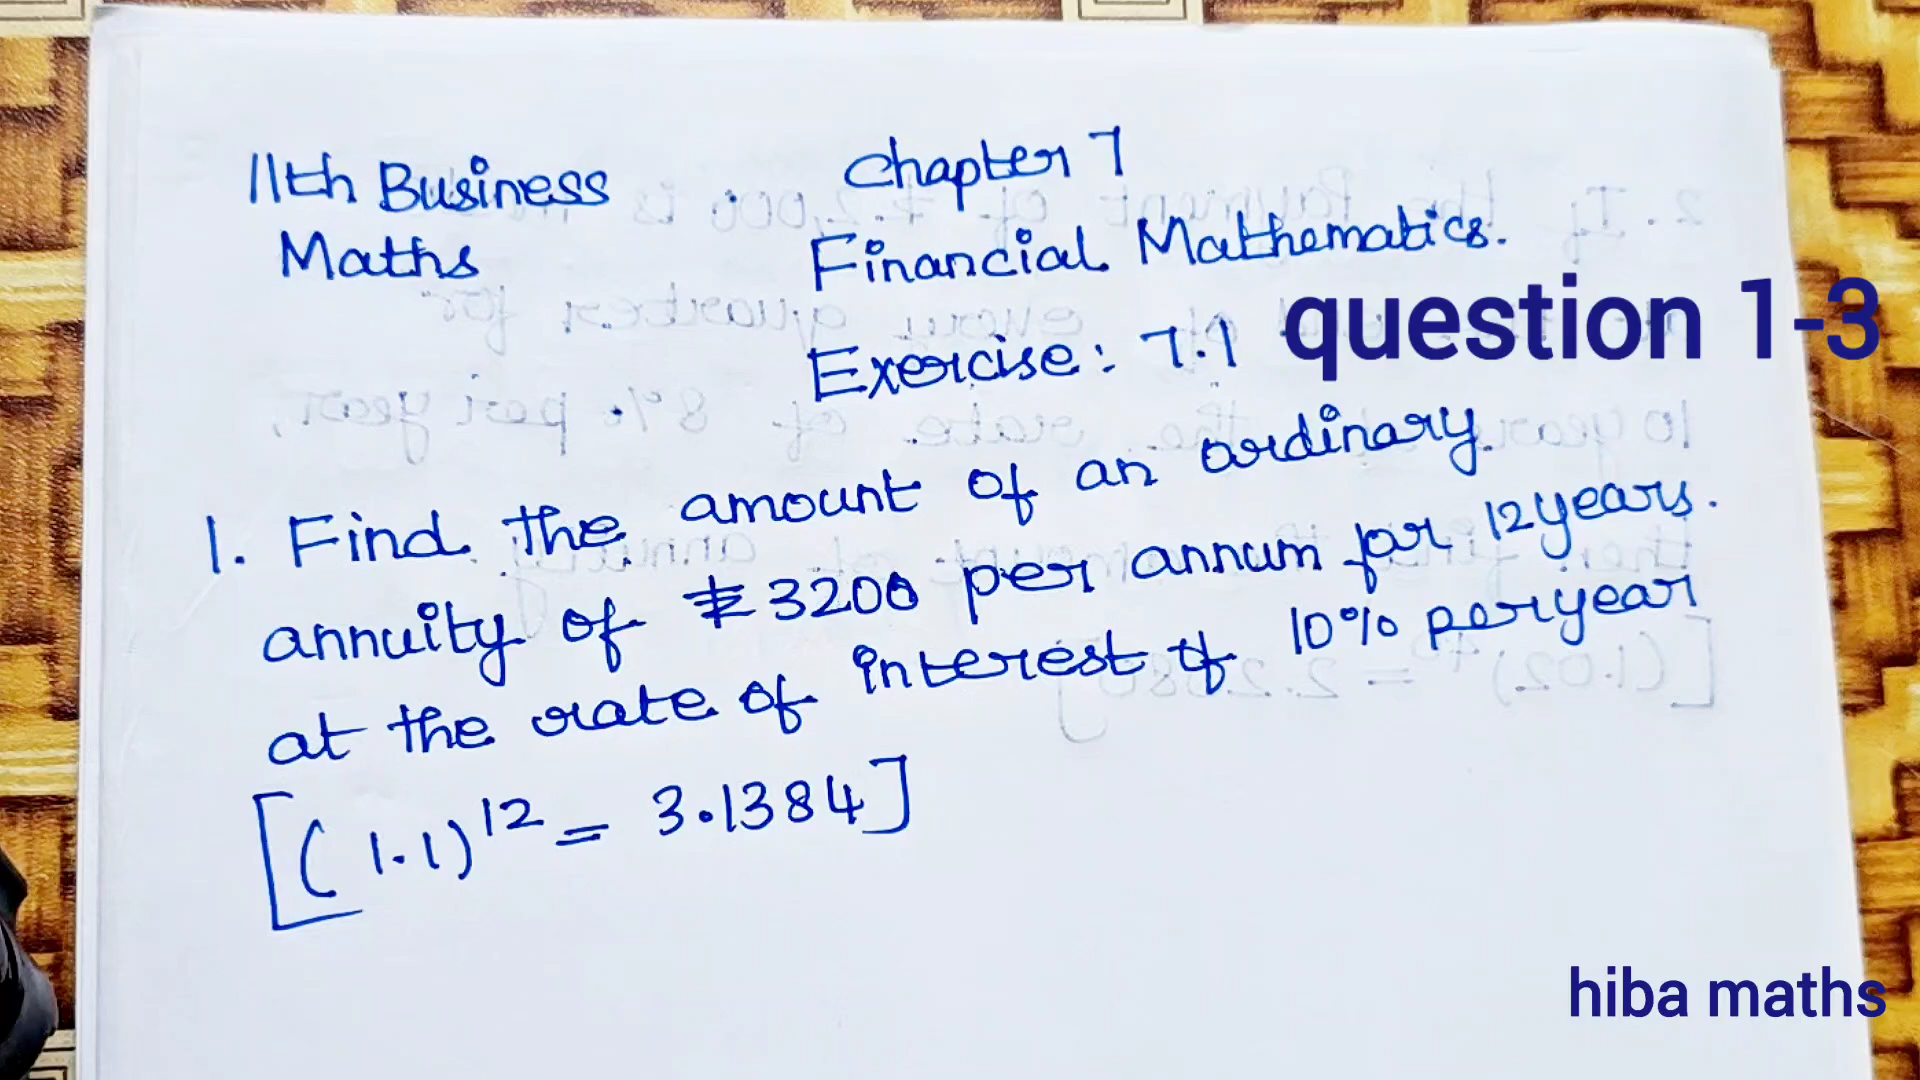 11th Business
Maths
Chapter 7
Financial Mathematics.
Exercise: 7.1
question 1-3
1. Find the amount of an ordinary
annuity of ₹3200 per annum for 12years.
at the rate of interest of 10% per year
[(1.1)¹² = 3.1384]
hiba maths